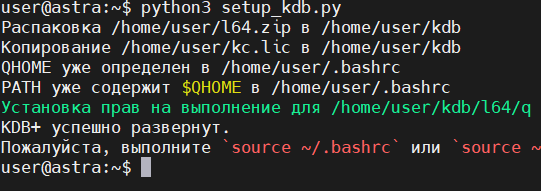 user@astra:~$ python3 setup_kdb.py
Распаковка /home/user/l64.zip в /home/user/kdb
Копирование /home/user/kc.lic в /home/user/kdb
QHOME уже определен в /home/user/.bashrc
PATH уже содержит $QHOME в /home/user/.bashrc
Установка прав на выполнение для /home/user/kdb/l64/q
KDB+ успешно развернут.
Пожалуйста, выполните `source ~/.bashrc` или `source ~
user@astra:~$